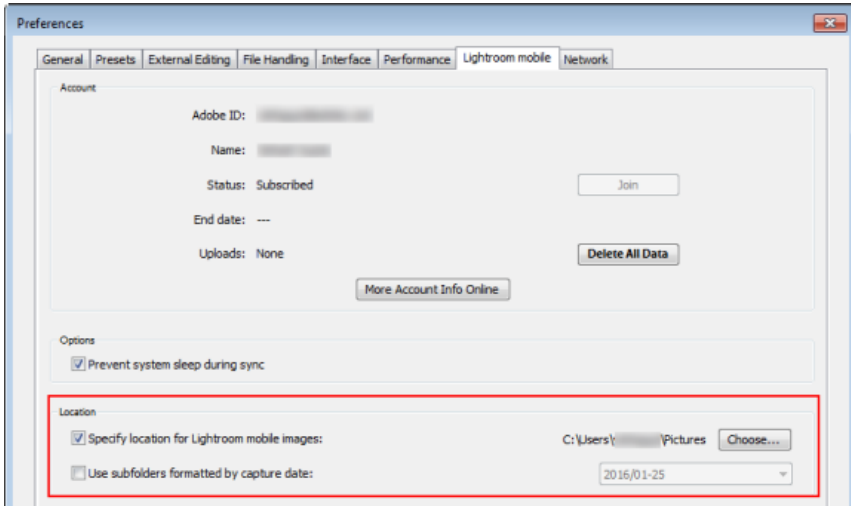 Preferences
General Presets External Editing File Handling Interface Performance Lightroom mobile Network
Account
Adobe ID:
Name:
Status: Subscribed Join
End date: ---
Uploads: None Delete All Data
More Account Info Online
Options
Prevent system sleep during sync
Location
Specify location for Lightroom mobile images: C:\Users\ \Pictures Choose...
Use subfolders formatted by capture date: 2016/01-25